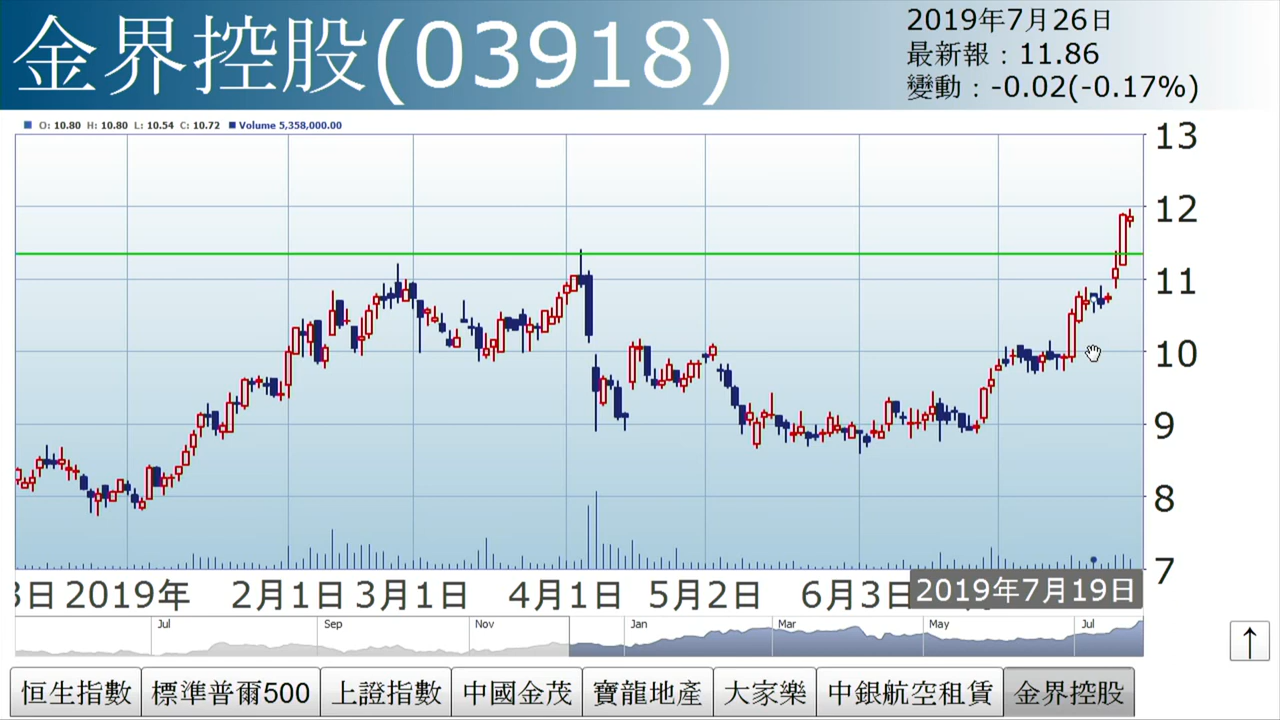 金界控股(03918)
2019年7月26日
最新報：11.86
變動：-0.02(-0.17%)
O: 10.80 H: 10.80 L: 10.54 C: 10.72 Volume 5,358,000.00
13
12
11
10
9
8
7
3日 2019年 2月1日 3月1日 4月1日 5月2日 6月3日 2019年7月19日
Jul Sep Nov Jan Mar May Jul
↑
恒生指數 標準普爾500 上證指數 中國金茂 寶龍地產 大家樂 中銀航空租賃 金界控股